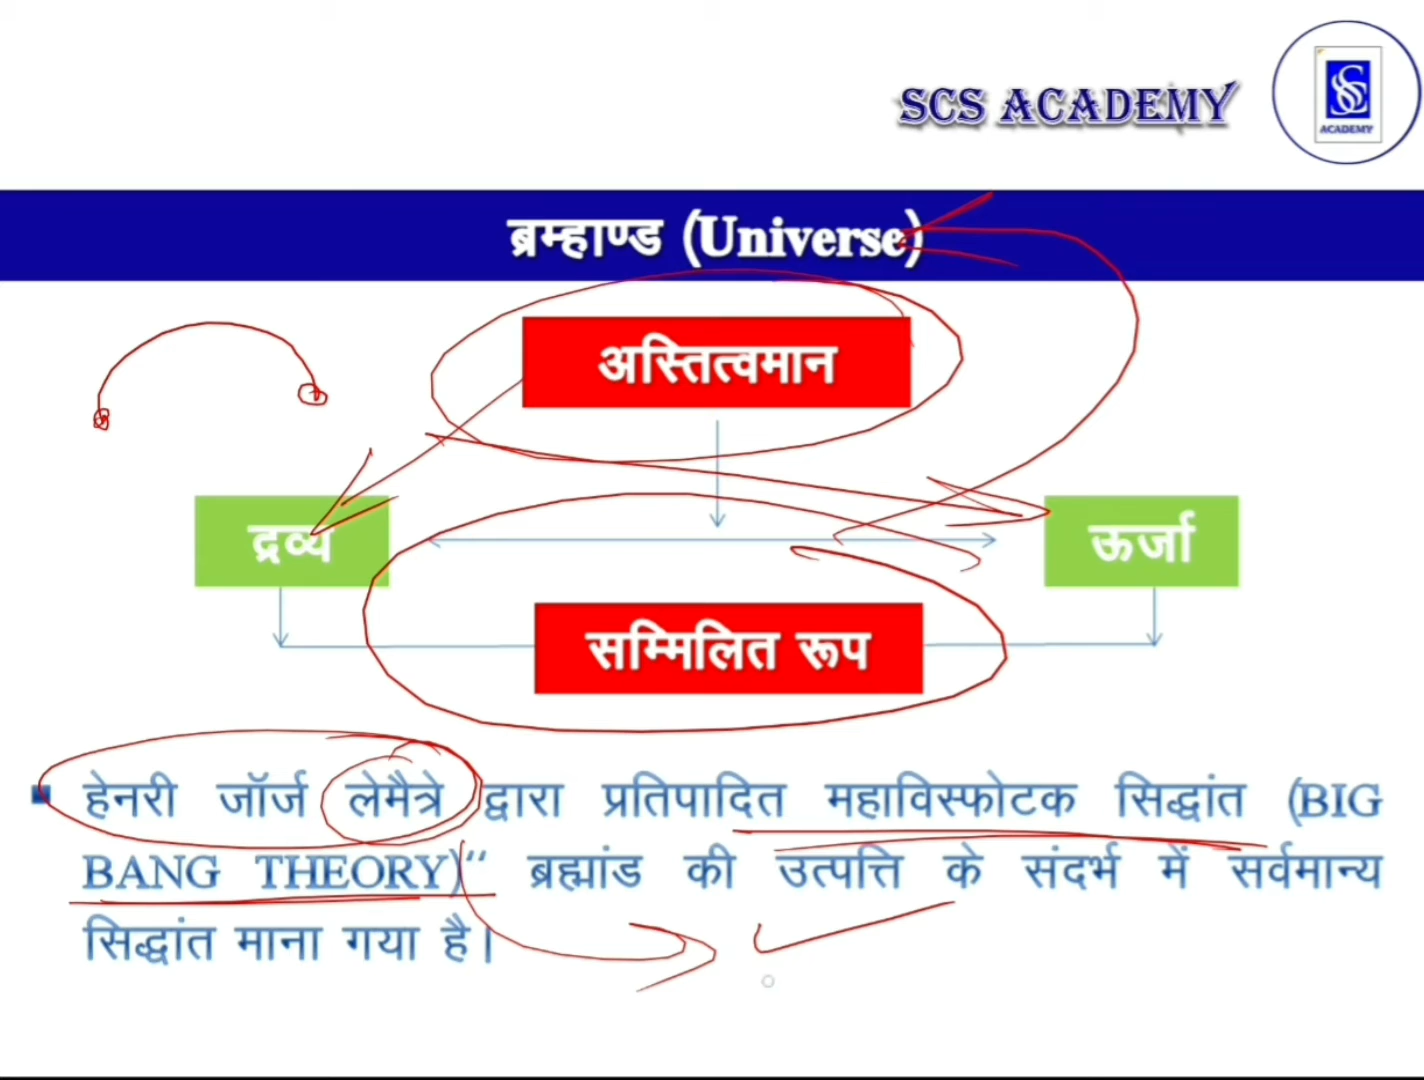 SCS ACADEMY
ACADEMY
ब्रम्हाण्ड (Universe)
अस्तित्वमान
द्रव्य
ऊर्जा
सम्मिलित रूप
हेनरी जॉर्ज लेमैत्रे द्वारा प्रतिपादित महाविस्फोटक सिद्धांत (BIG
BANG THEORY)“ ब्रह्मांड की उत्पत्ति के संदर्भ में सर्वमान्य
सिद्धांत माना गया है।